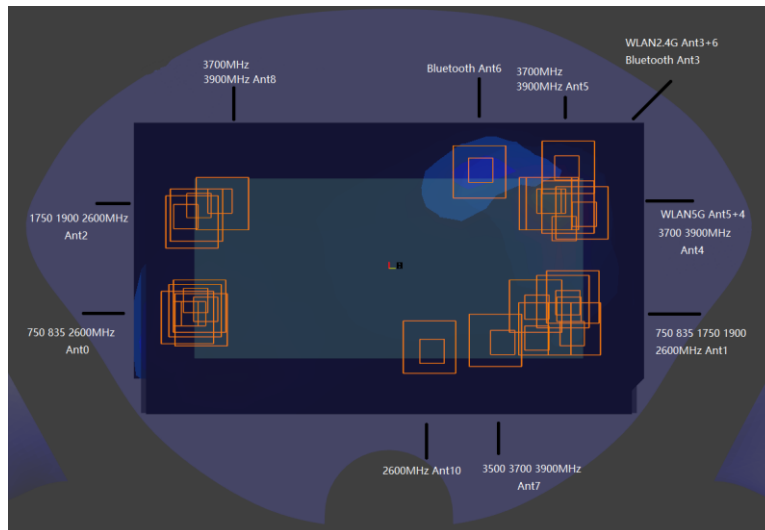 WLAN2.4G Ant3+6
Bluetooth Ant3
3700MHz
3900MHz Ant8
Bluetooth Ant6
3700MHz
3900MHz Ant5
1750 1900 2600MHz
Ant2
WLAN5G Ant5+4
3700 3900MHz
Ant4
750 835 2600MHz
Ant0
750 835 1750 1900
2600MHz Ant1
2600MHz Ant10
3500 3700 3900MHz
Ant7